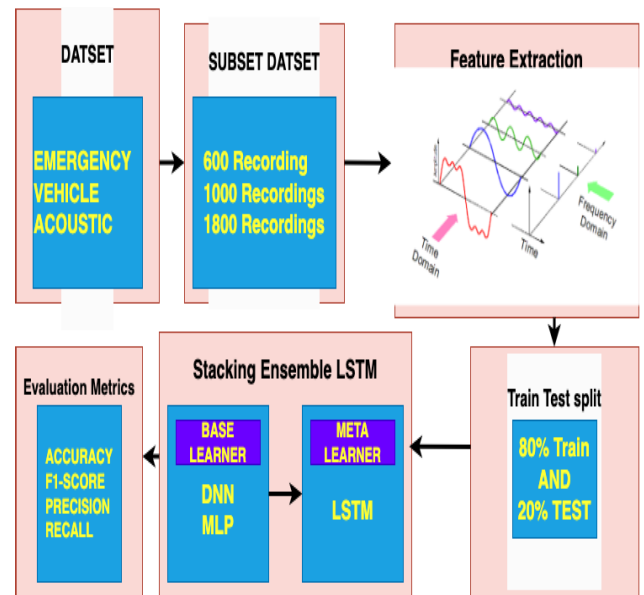 DATSET
EMERGENCY
VEHICLE
ACOUSTIC
SUBSET DATSET
600 Recording
1000 Recordings
1800 Recordings
Feature Extraction
Amplitude
Time
Domain
Time
Frequency
Domain
Train Test split
80% Train
AND
20% TEST
Stacking Ensemble LSTM
BASE
LEARNER
DNN
MLP
META
LEARNER
LSTM
Evaluation Metrics
ACCURACY
F1-SCORE
PRECISION
RECALL